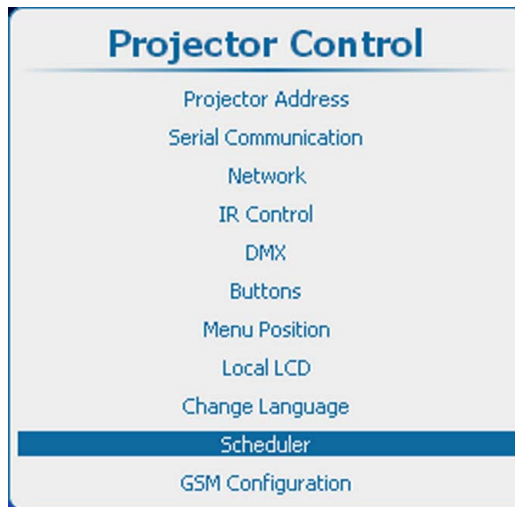 Projector Control
Projector Address
Serial Communication
Network
IR Control
DMX
Buttons
Menu Position
Local LCD
Change Language
Scheduler
GSM Configuration